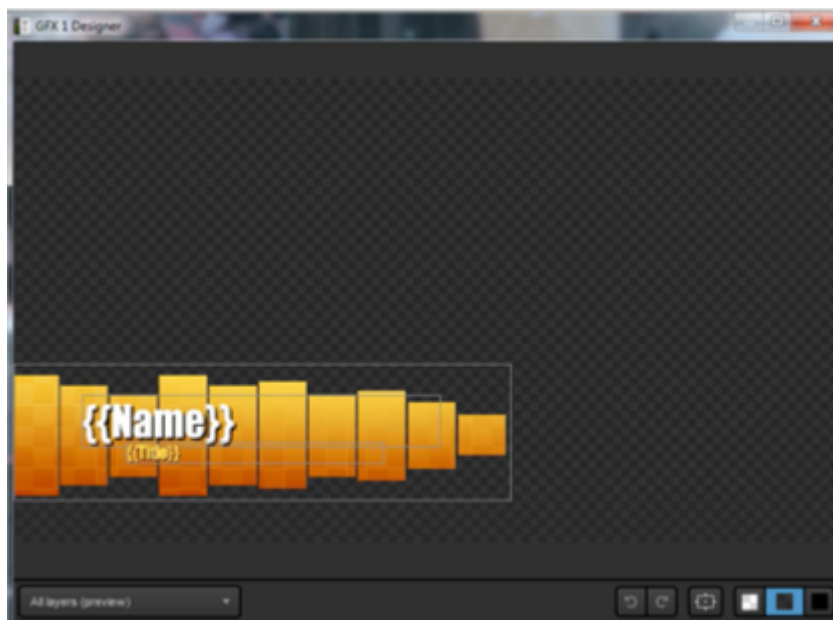 GFX 1 Designer
{{Name}}
{{Title}}
All layers (preview)